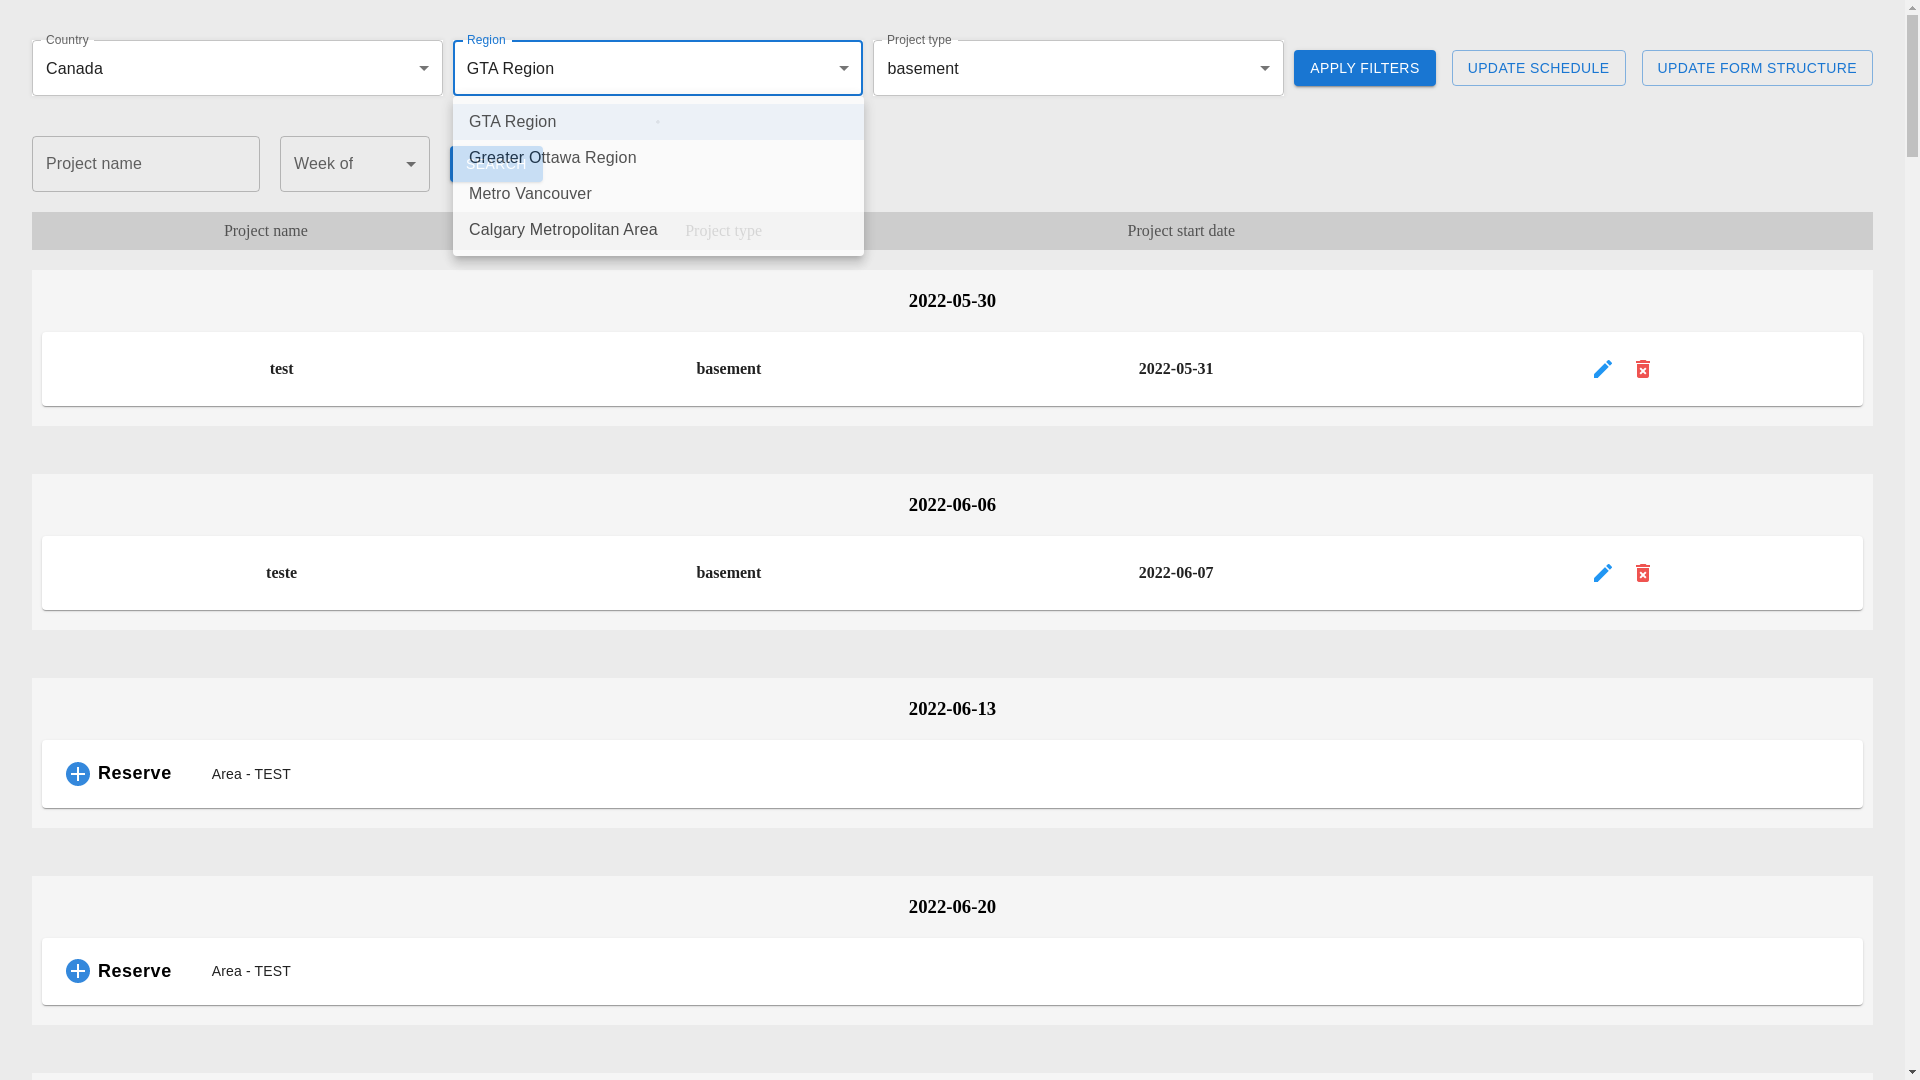 Country
Region
Project type
Canada
GTA Region
basement
APPLY FILTERS
UPDATE SCHEDULE
UPDATE FORM STRUCTURE
GTA Region
Greater Ottawa Region
Metro Vancouver
Calgary Metropolitan Area
Project name
Week of
SEARCH
Project name
Project type
Project start date
2022-05-30
test
basement
2022-05-31
2022-06-06
teste
basement
2022-06-07
2022-06-13
Reserve
Area - TEST
2022-06-20
Reserve
Area - TEST